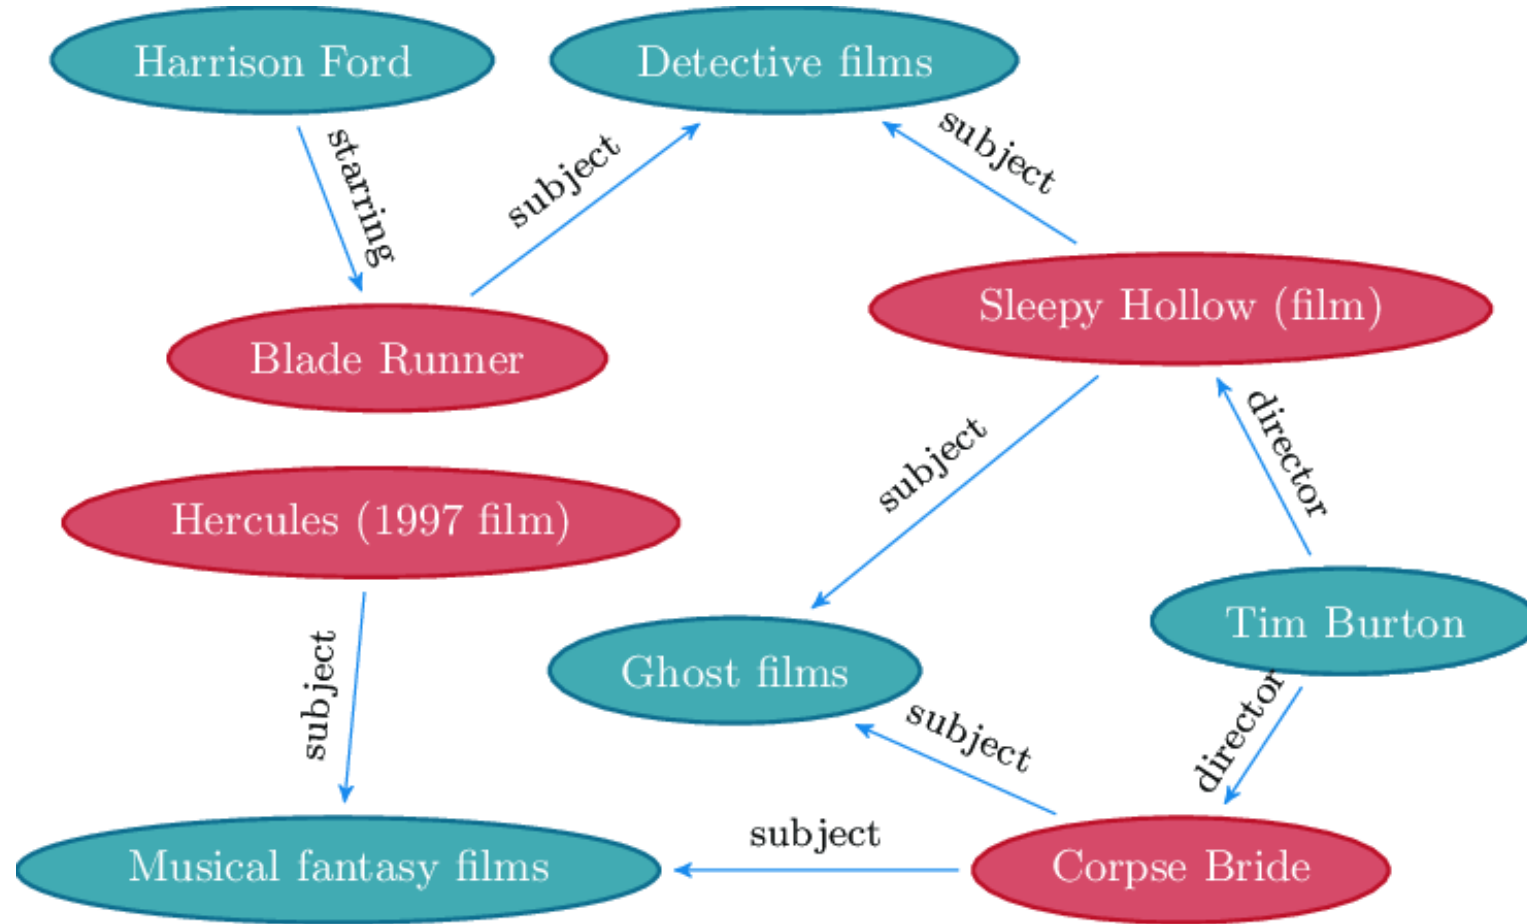 Harrison Ford
Detective films
starring
subject
subject
Sleepy Hollow (film)
Blade Runner
director
subject
Hercules (1997 film)
Tim Burton
subject
Ghost films
director
subject
subject
Musical fantasy films
Corpse Bride